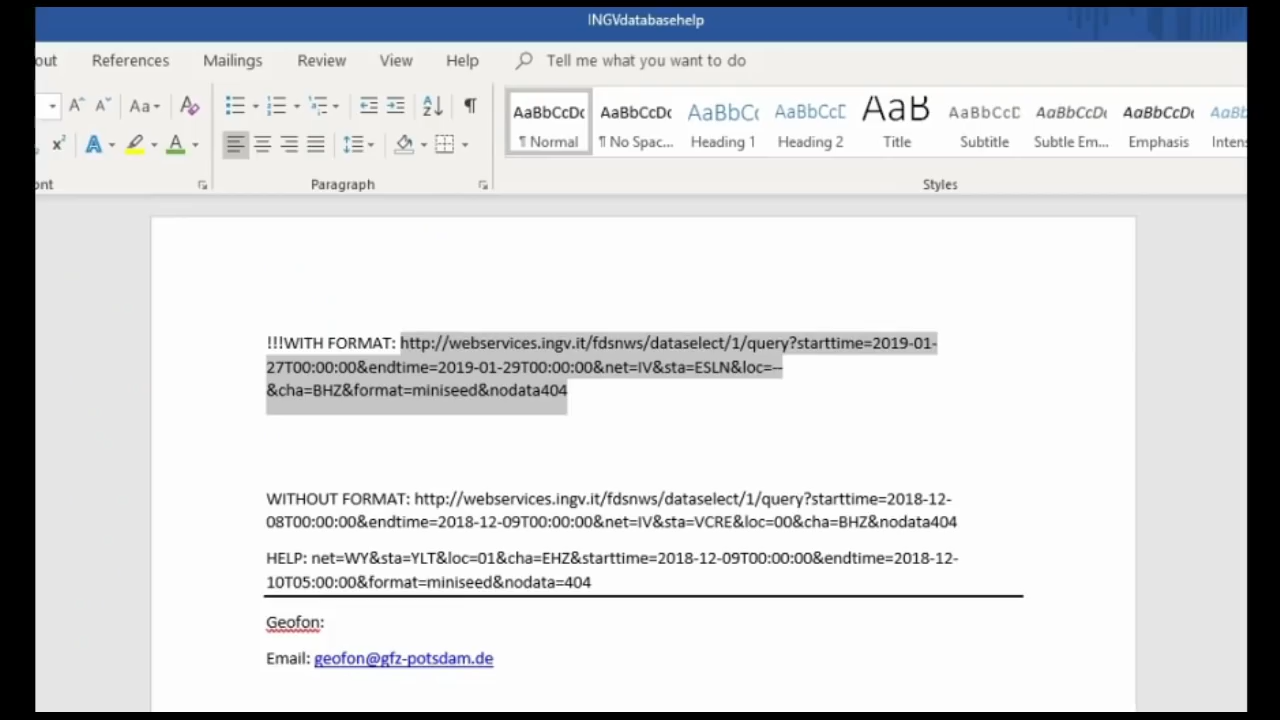 INGVdatabasehelp
out References Mailings Review View Help Tell me what you want to do
Aa
AaBbCcDc AaBbCcDc AaBbCc AaBbCcD AaB AaBbCcD AaBbCcDc AaBbCcDc AaBb
¶ Normal ¶ No Spac... Heading 1 Heading 2 Title Subtitle Subtle Em... Emphasis Intens
ont Paragraph Styles
!!!WITH FORMAT: http://webservices.ingv.it/fdsnws/dataselect/1/query?starttime=2019-01-
27T00:00:00&endtime=2019-01-29T00:00:00&net=IV&sta=ESLN&loc=--
&cha=BHZ&format=miniseed&nodata404
WITHOUT FORMAT: http://webservices.ingv.it/fdsnws/dataselect/1/query?starttime=2018-12-
08T00:00:00&endtime=2018-12-09T00:00:00&net=IV&sta=VCRE&loc=00&cha=BHZ&nodata404
HELP: net=WY&sta=YLT&loc=01&cha=EHZ&starttime=2018-12-09T00:00:00&endtime=2018-12-
10T05:00:00&format=miniseed&nodata=404
Geofon:
Email: geofon@gfz-potsdam.de